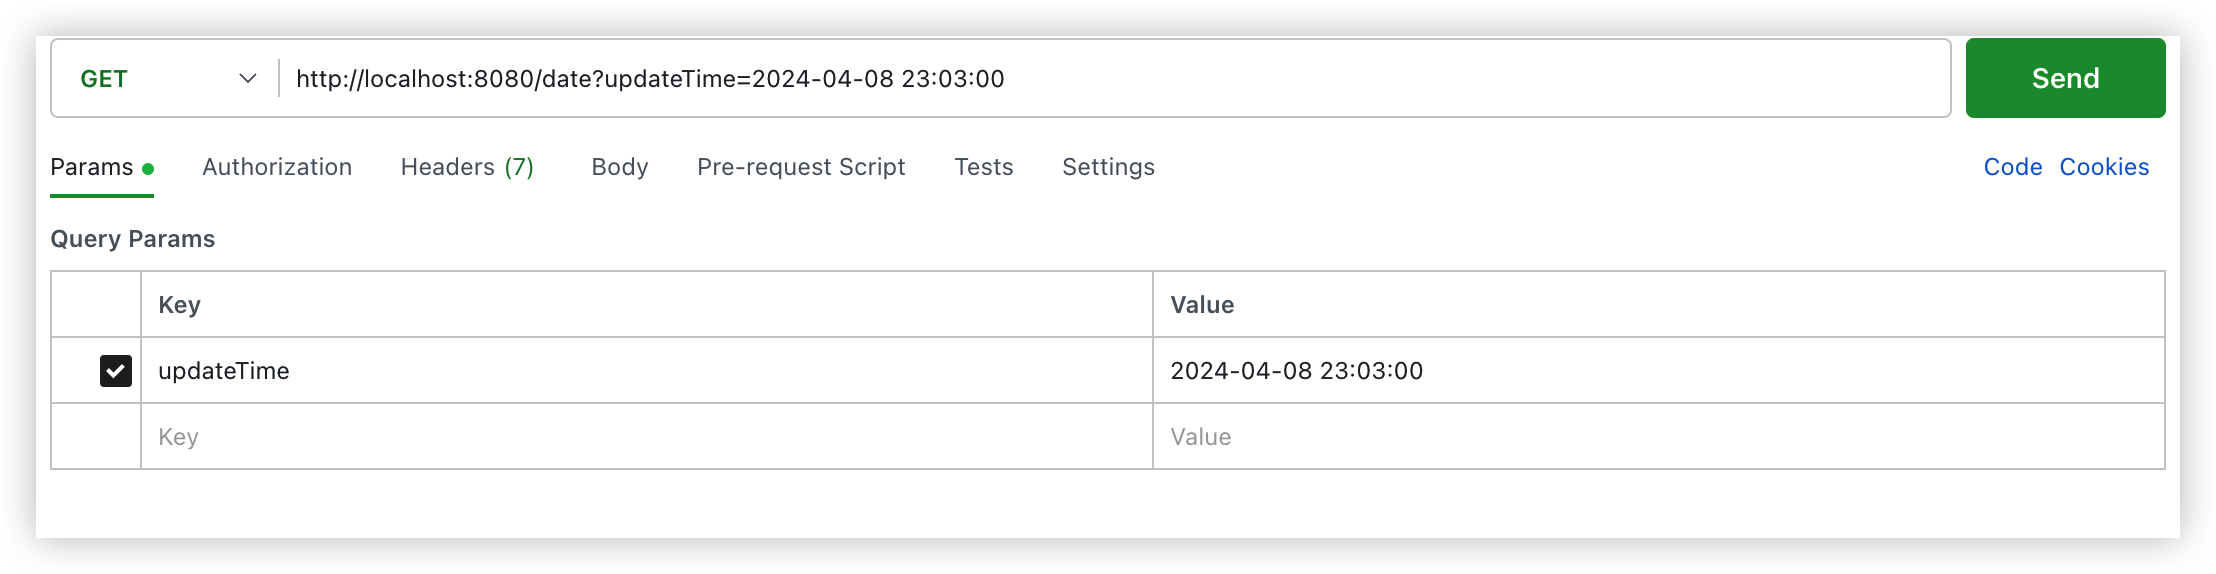 GET http://localhost:8080/date?updateTime=2024-04-08 23:03:00 Send
Params Authorization Headers (7) Body Pre-request Script Tests Settings Code Cookies
Query Params
Key Value
updateTime 2024-04-08 23:03:00
Key Value